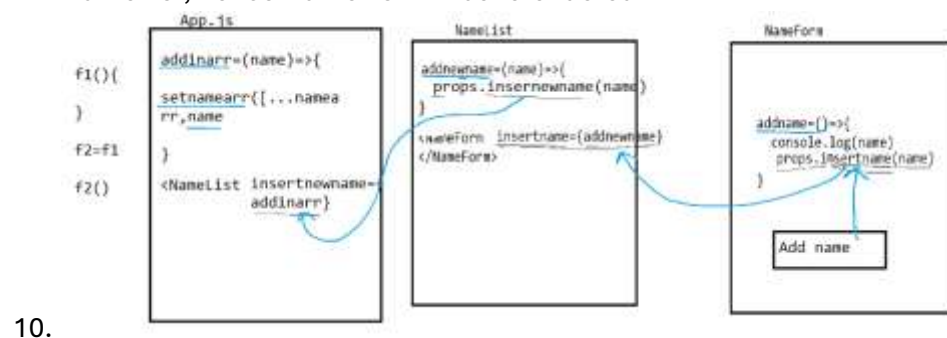 App.js
NameList
NameForm
f1(){
}
f2=f1
f2()
addinarr=(name)=>{
setnamearr([...namea
rr,name
}
<NameList insertnewname=
addinarr}
addnewname=(name)=>{
props.insernewname(name)
}
<NameForm insertname={addnewname}
</NameForm>
addname=()=>{
console.log(name)
props.insertname(name)
}
Add name
10.